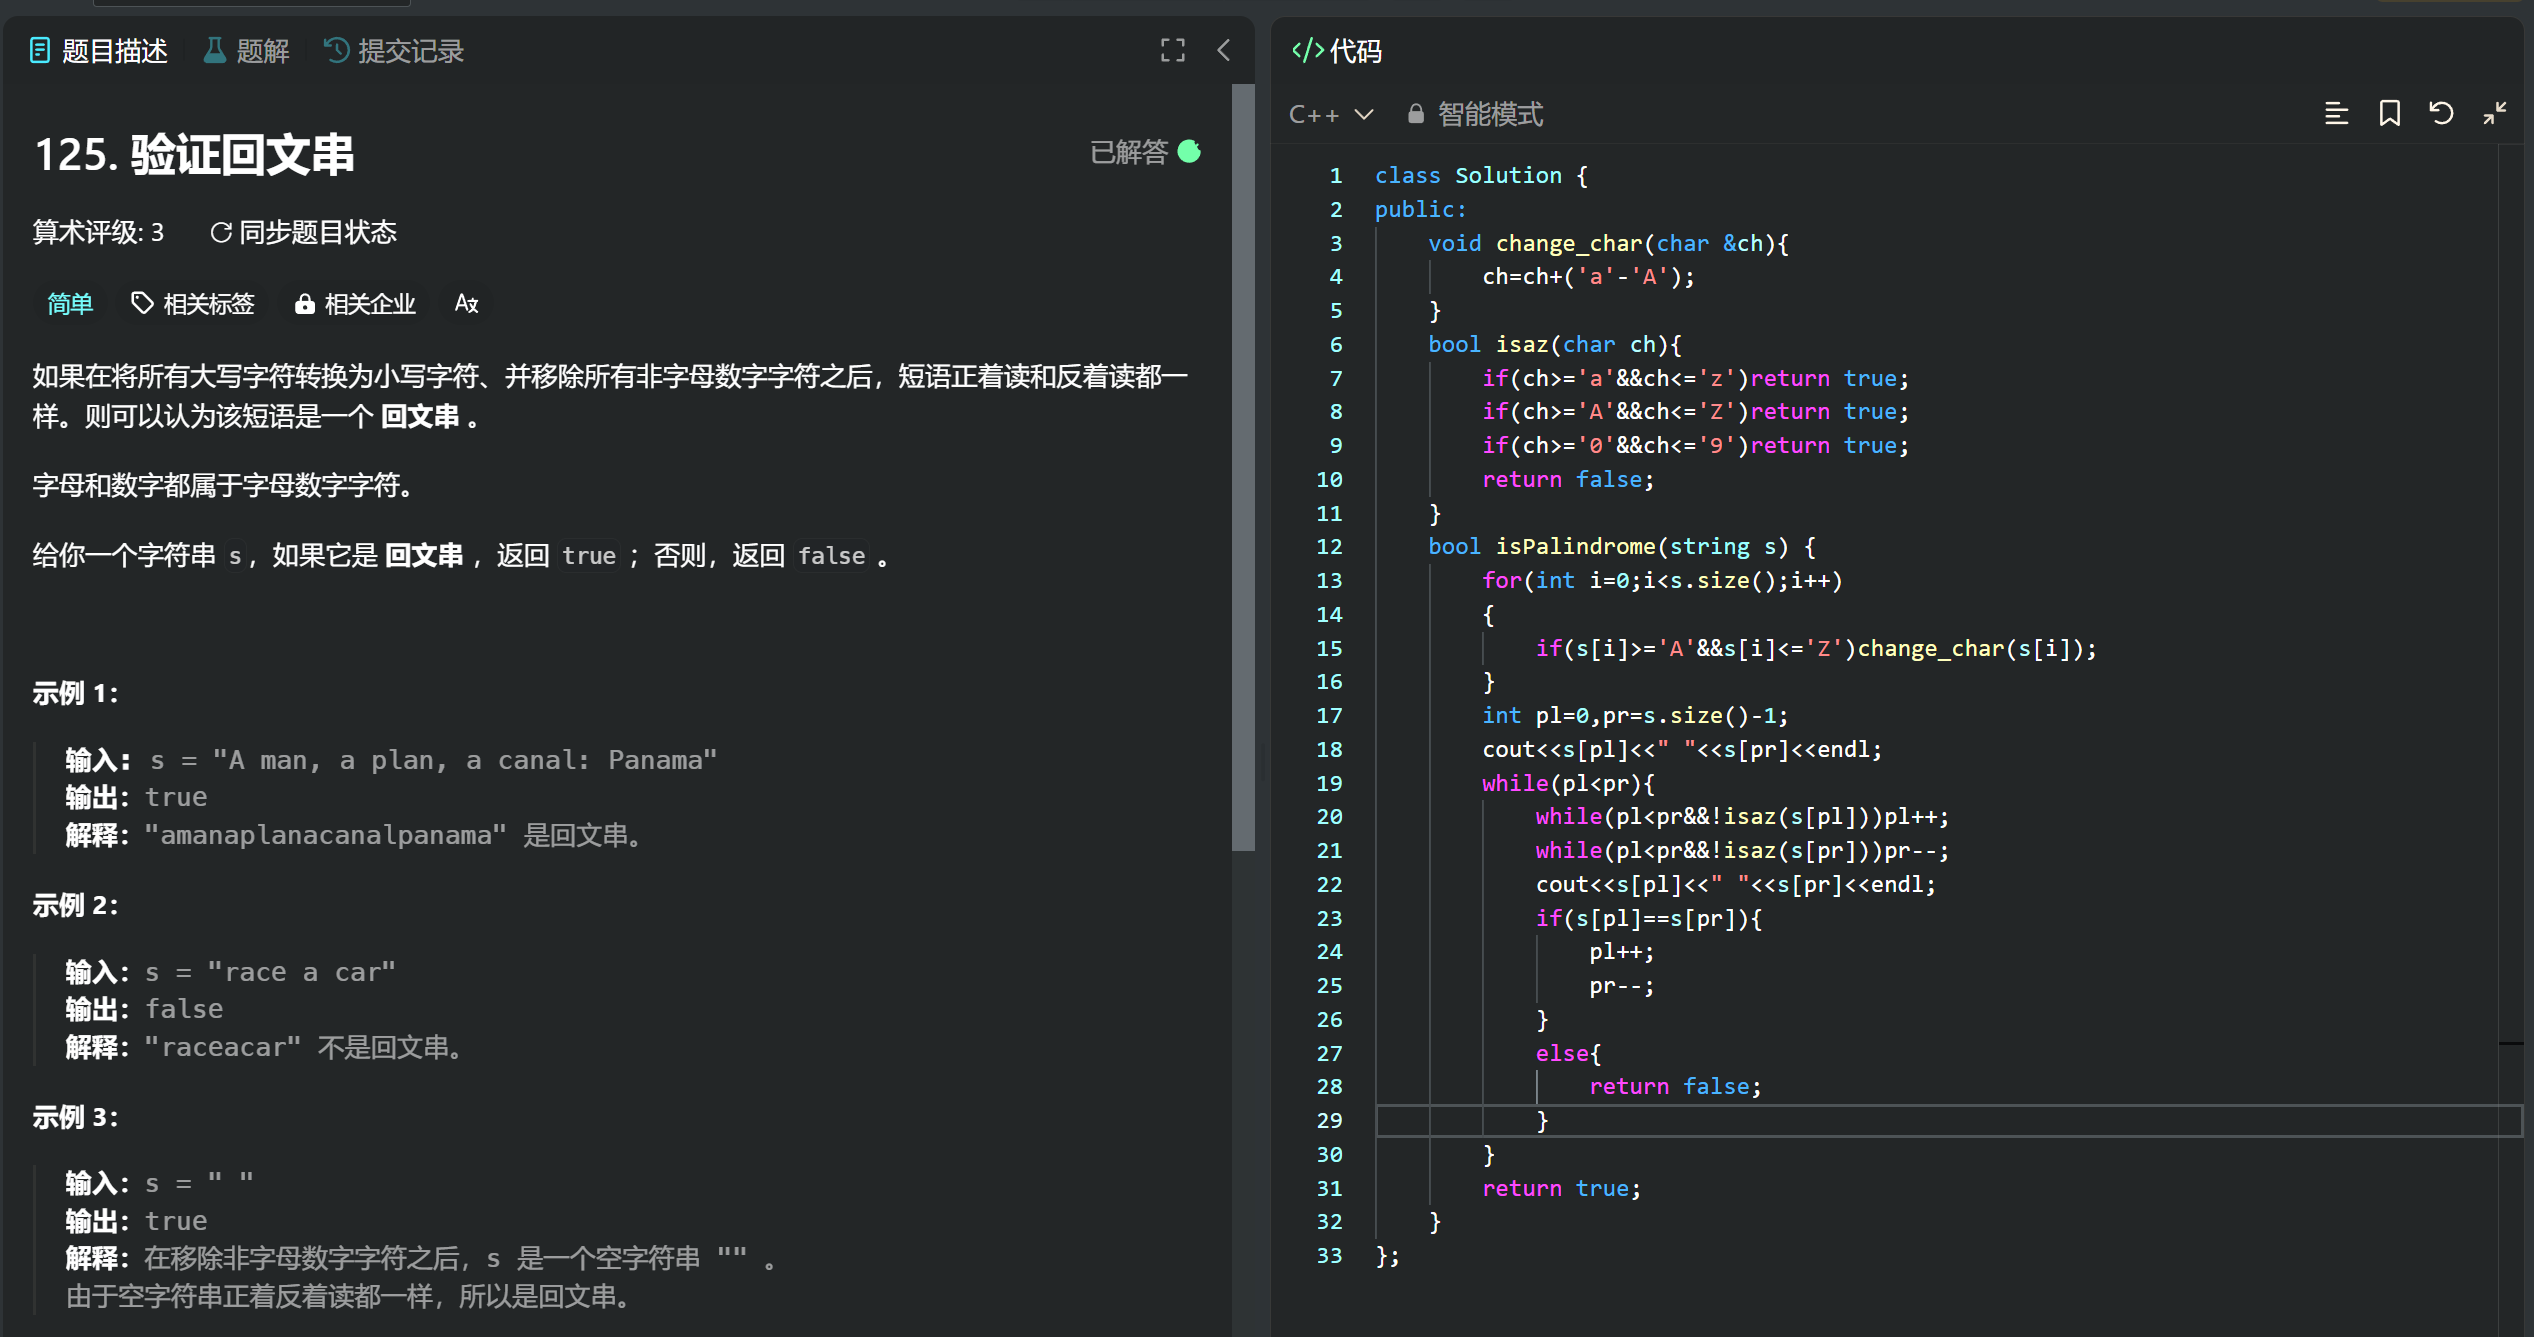 题目描述 题解 提交记录
125. 验证回文串
已解答
算术评级: 3 同步题目状态
简单 相关标签 相关企业 Ax
如果在将所有大写字符转换为小写字符、并移除所有非字母数字字符之后，短语正着读和反着读都一
样。则可以认为该短语是一个 回文串 。
字母和数字都属于字母数字字符。
给你一个字符串 s，如果它是 回文串 ，返回 true ；否则，返回 false 。
示例 1：
输入：s = "A man, a plan, a canal: Panama"
输出：true
解释："amanaplanacanalpanama" 是回文串。
示例 2：
输入：s = "race a car"
输出：false
解释："raceacar" 不是回文串。
示例 3：
输入：s = " "
输出：true
解释：在移除非字母数字字符之后，s 是一个空字符串 "" 。
由于空字符串正着反着读都一样，所以是回文串。
</>代码
C++ 智能模式
1 class Solution {
2 public:
3     void change_char(char &ch){
4         ch=ch+('a'-'A');
5     }
6     bool isaz(char ch){
7         if(ch>='a'&&ch<='z')return true;
8         if(ch>='A'&&ch<='Z')return true;
9         if(ch>='0'&&ch<='9')return true;
10         return false;
11     }
12     bool isPalindrome(string s) {
13         for(int i=0;i<s.size();i++)
14         {
15             if(s[i]>='A'&&s[i]<='Z')change_char(s[i]);
16         }
17         int pl=0,pr=s.size()-1;
18         cout<<s[pl]<<" "<<s[pr]<<endl;
19         while(pl<pr){
20             while(pl<pr&&!isaz(s[pl]))pl++;
21             while(pl<pr&&!isaz(s[pr]))pr--;
22             cout<<s[pl]<<" "<<s[pr]<<endl;
23             if(s[pl]==s[pr]){
24                 pl++;
25                 pr--;
26             }
27             else{
28                 return false;
29             }
30         }
31         return true;
32     }
33 };